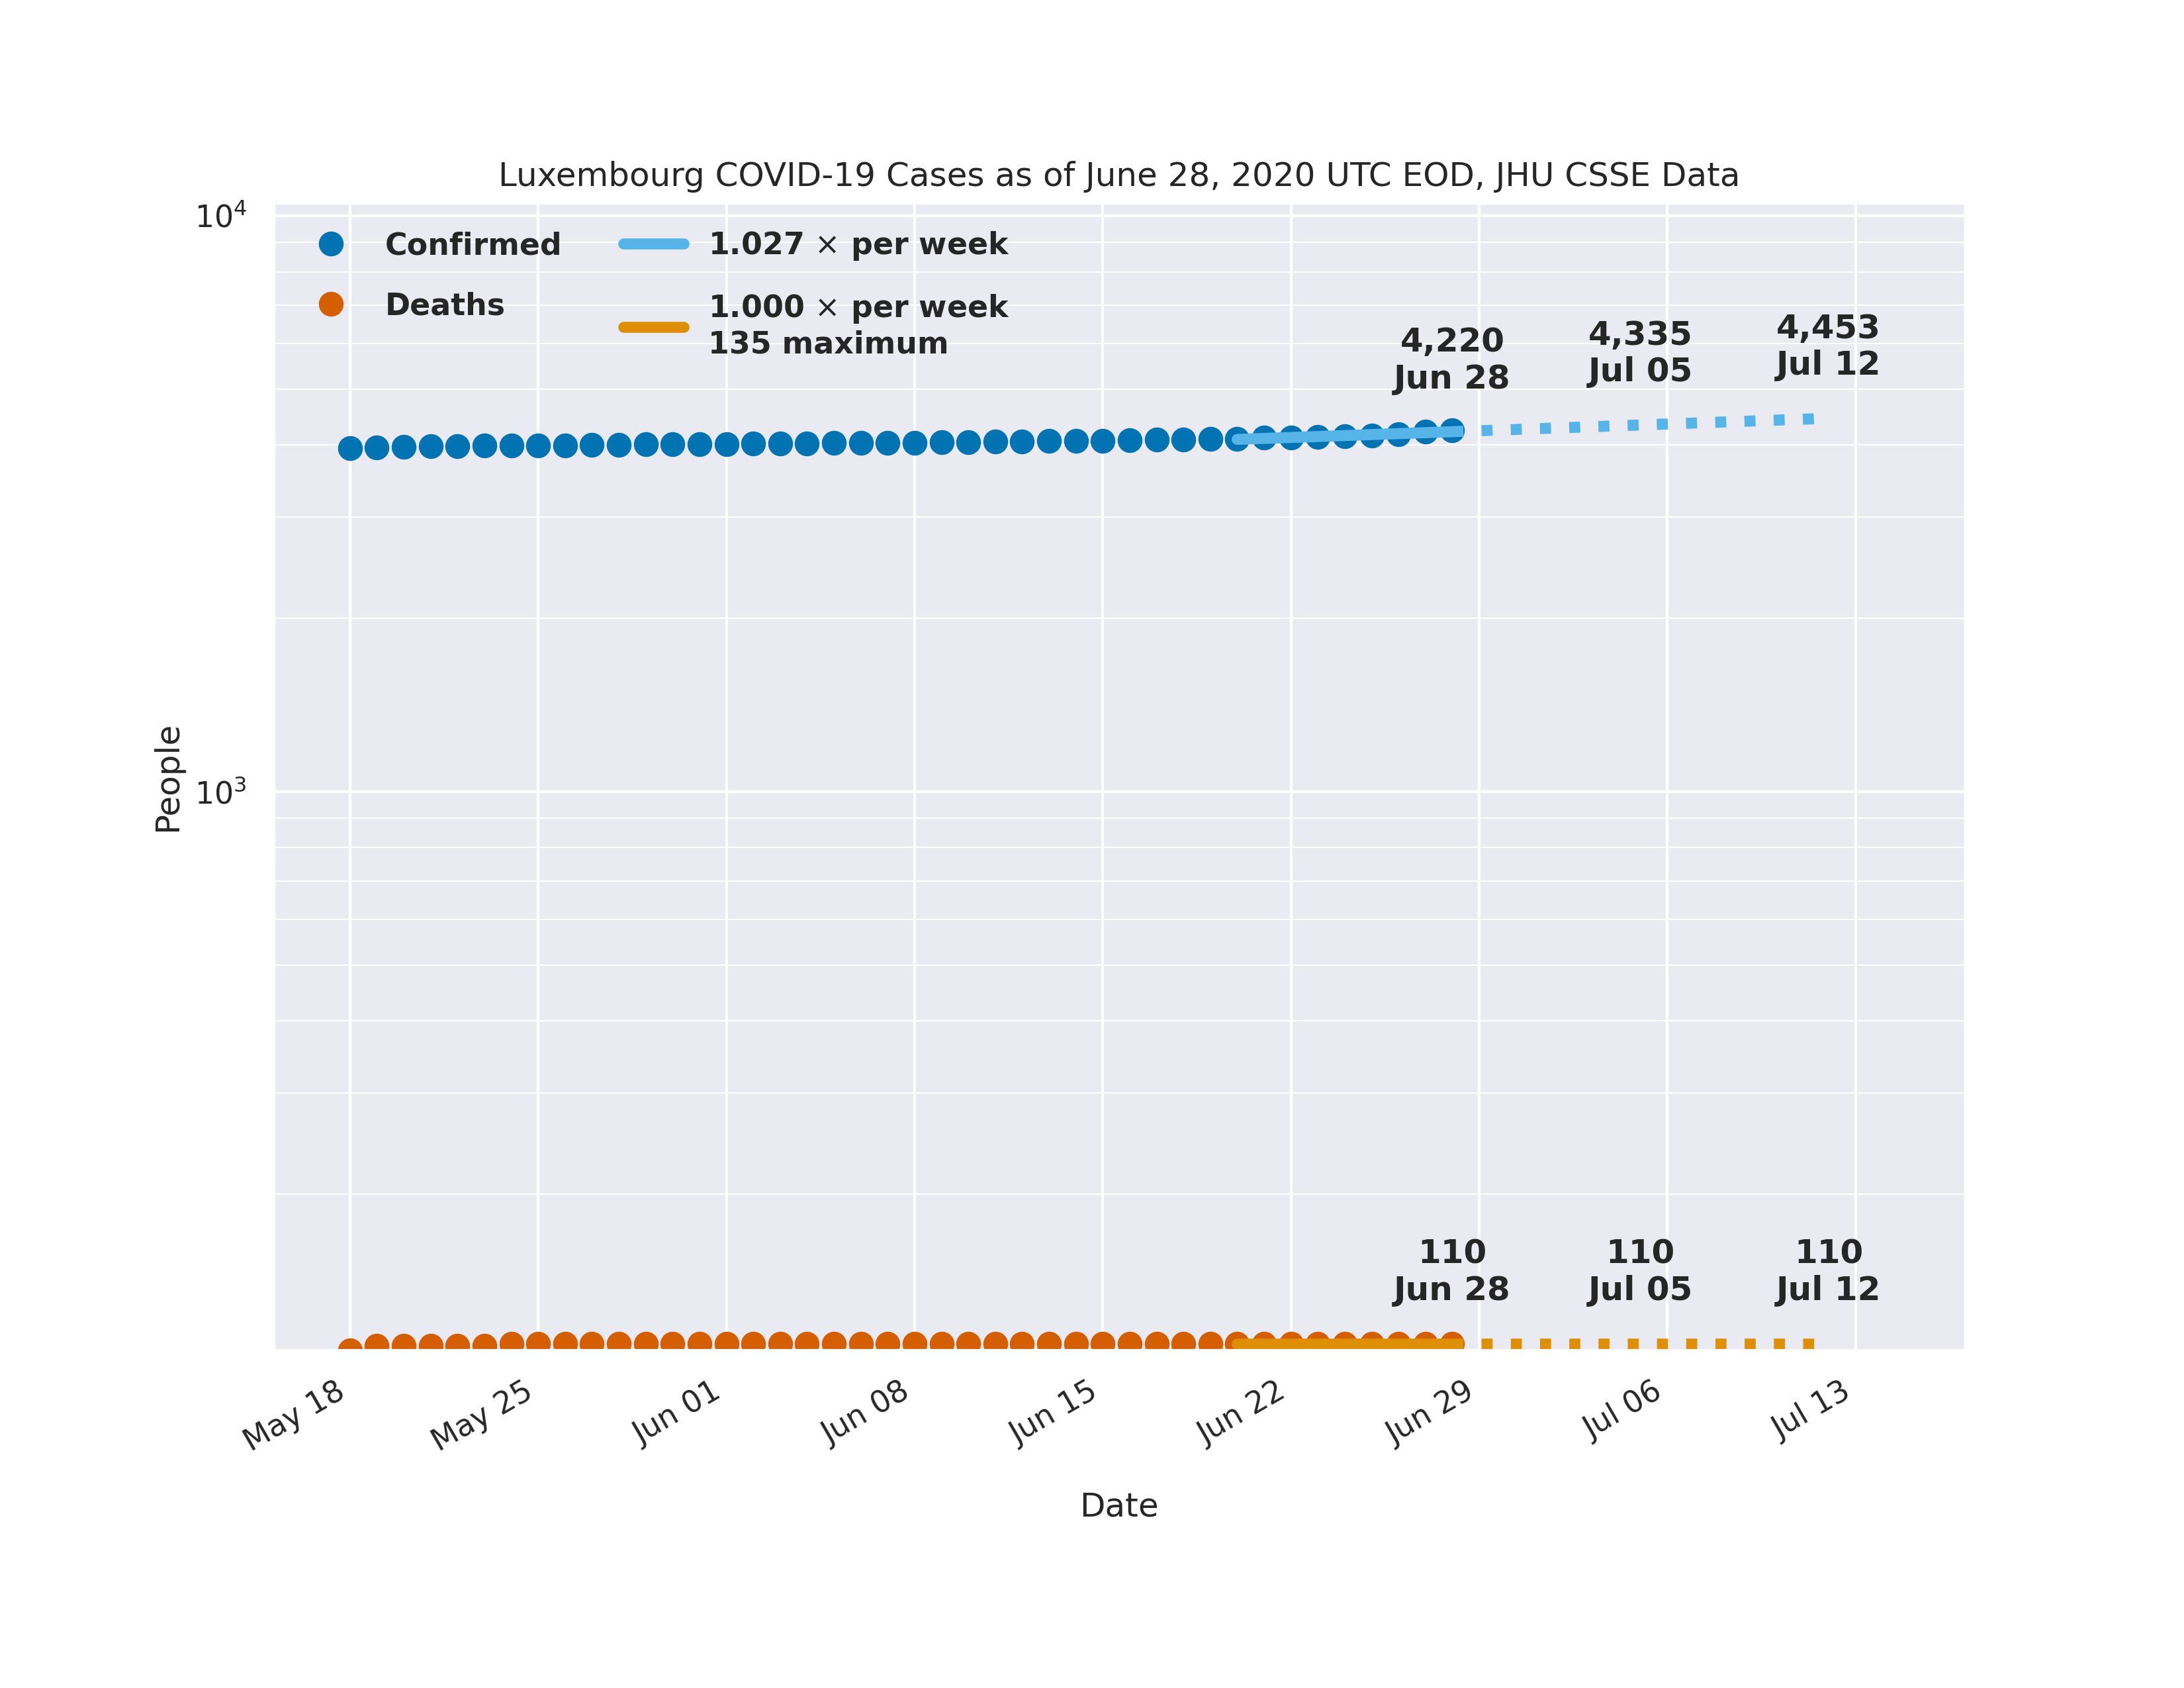 Luxembourg COVID-19 Cases as of June 28, 2020 UTC EOD, JHU CSSE Data
10⁴
Confirmed
Deaths
1.027 × per week
1.000 × per week
135 maximum
4,220
Jun 28
4,335
Jul 05
4,453
Jul 12
People
10³
110
Jun 28
110
Jul 05
110
Jul 12
May 18
May 25
Jun 01
Jun 08
Jun 15
Jun 22
Jun 29
Jul 06
Jul 13
Date